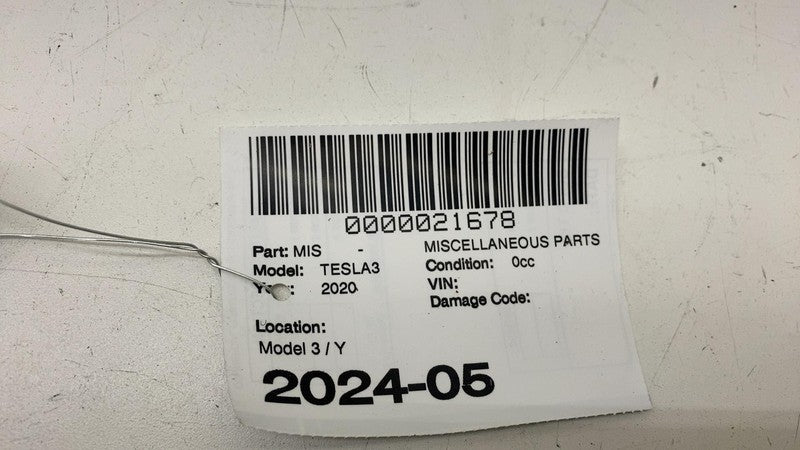 0000021678
Part: MIS - MISCELLANEOUS PARTS
Model: TESLA3 Condition: 0cc
2020 VIN:
Damage Code:
Location:
Model 3 / Y
2024-05